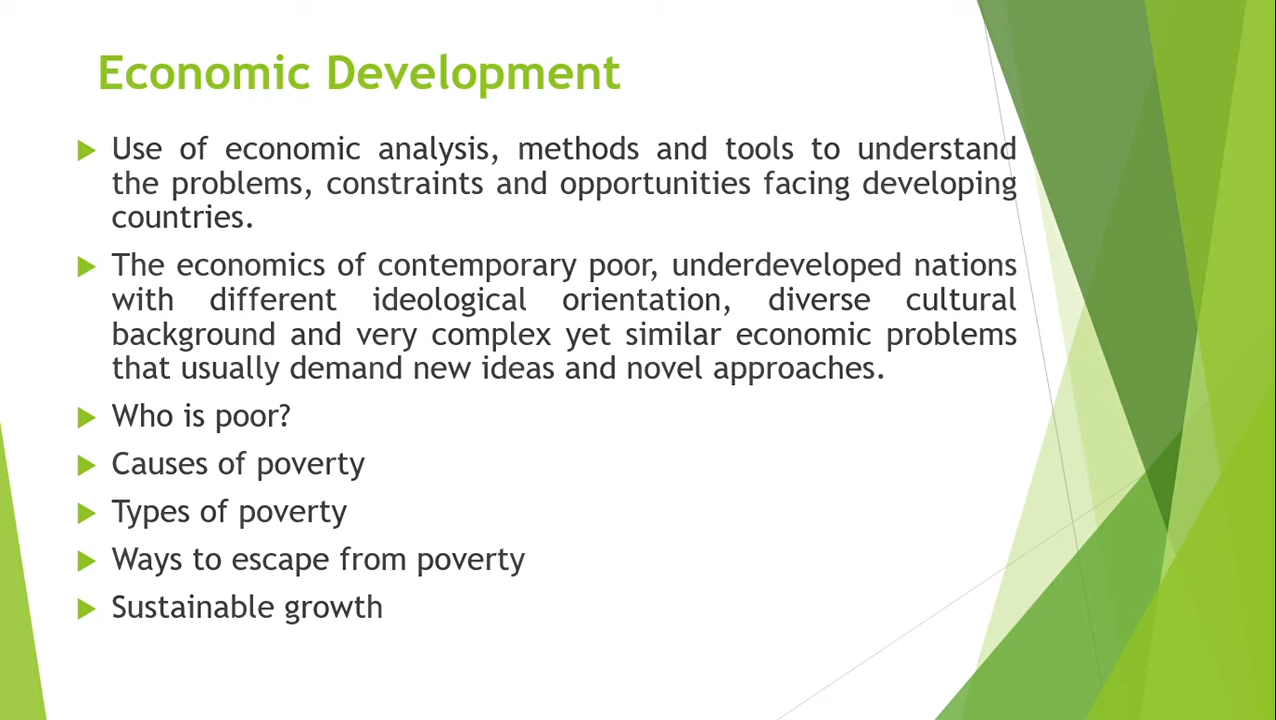 Economic Development
Use of economic analysis, methods and tools to understand
the problems, constraints and opportunities facing developing
countries.
The economics of contemporary poor, underdeveloped nations
with different ideological orientation, diverse cultural
background and very complex yet similar economic problems
that usually demand new ideas and novel approaches.
Who is poor?
Causes of poverty
Types of poverty
Ways to escape from poverty
Sustainable growth